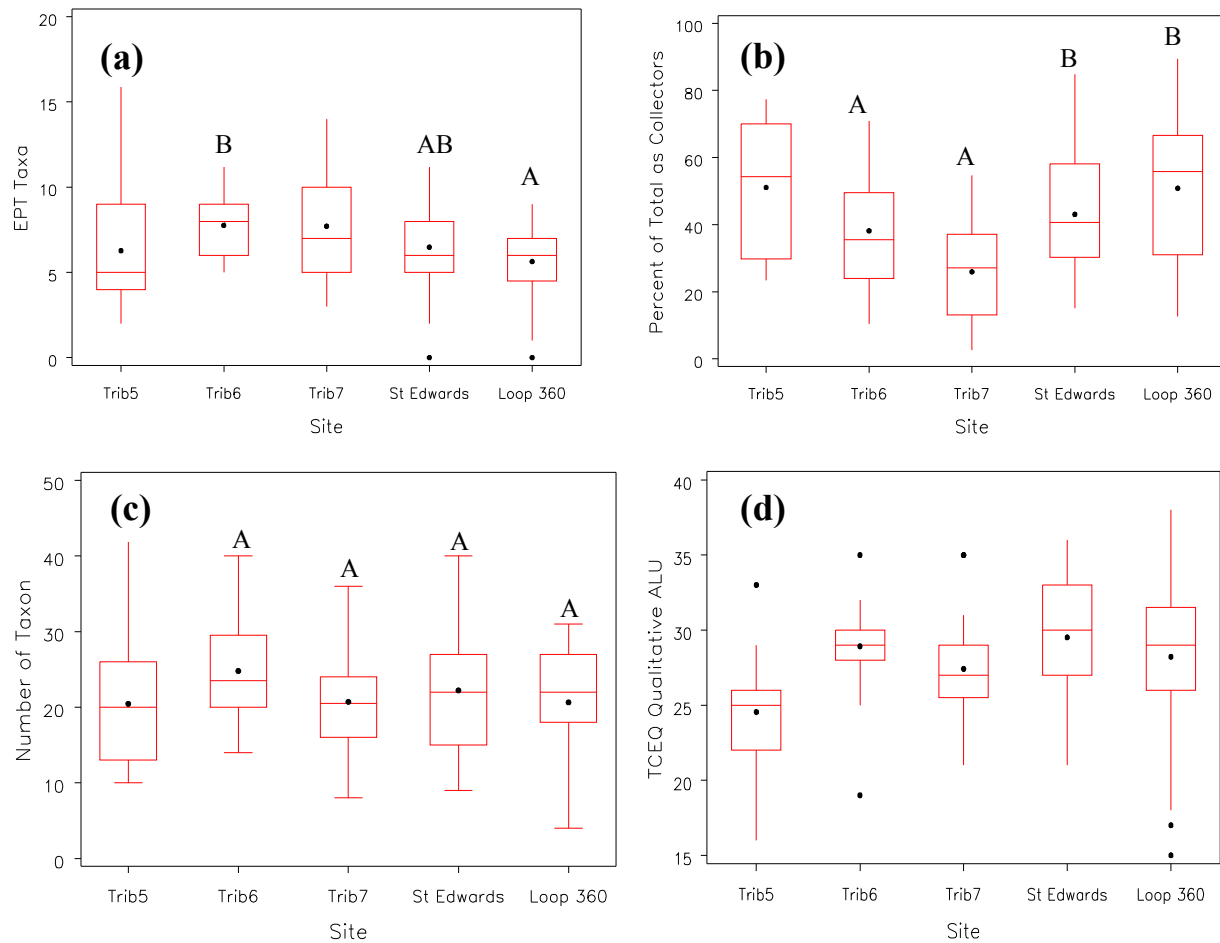 (a)
EPT Taxa
20
15
10
5
0
B
AB
A
Trib5 Trib6 Trib7 St Edwards Loop 360
Site
(b)
Percent of Total as Collectors
100
80
60
40
20
0
A
A
B
B
Trib5 Trib6 Trib7 St Edwards Loop 360
Site
(c)
Number of Taxon
50
40
30
20
10
0
A
A
A
A
Trib5 Trib6 Trib7 St Edwards Loop 360
Site
(d)
TCEQ Qualitative ALU
40
35
30
25
20
15
Trib5 Trib6 Trib7 St Edwards Loop 360
Site